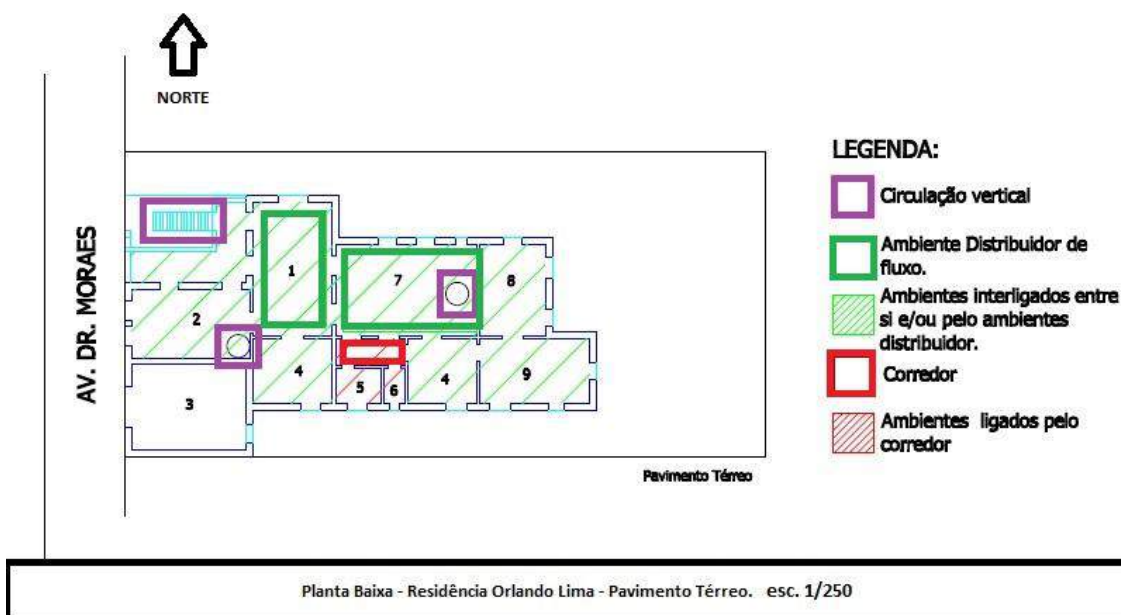 NORTE
AV. DR. MORAES
1
2
3
4
5
6
7
8
4
9
Pavimento Térreo
LEGENDA:
Circulação vertical
Ambiente Distribuidor de
fluxo.
Ambientes interligados entre
si e/ou pelo ambientes
distribuidor.
Corredor
Ambientes ligados pelo
corredor
Planta Baixa - Residência Orlando Lima - Pavimento Térreo. esc. 1/250